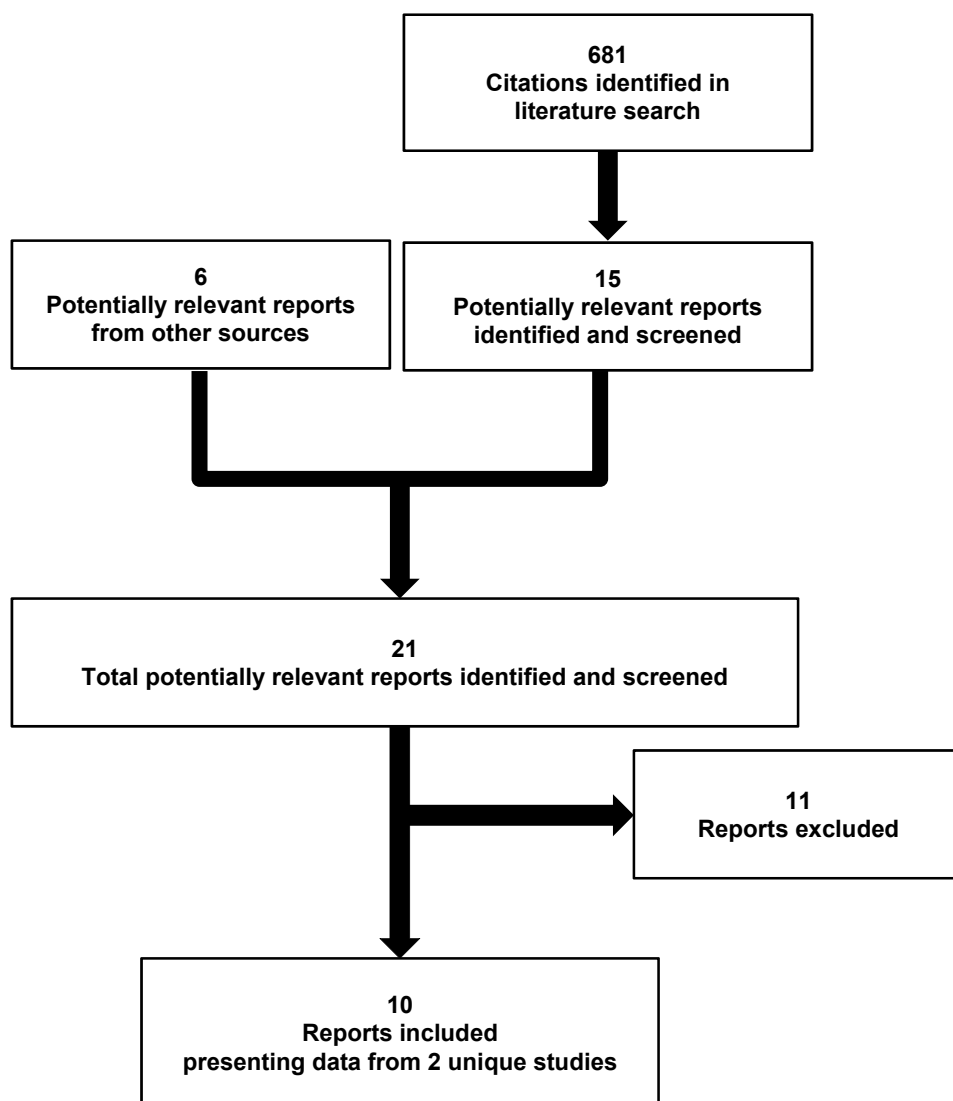 681
Citations identified in
literature search
6
Potentially relevant reports
from other sources
15
Potentially relevant reports
identified and screened
21
Total potentially relevant reports identified and screened
11
Reports excluded
10
Reports included
presenting data from 2 unique studies